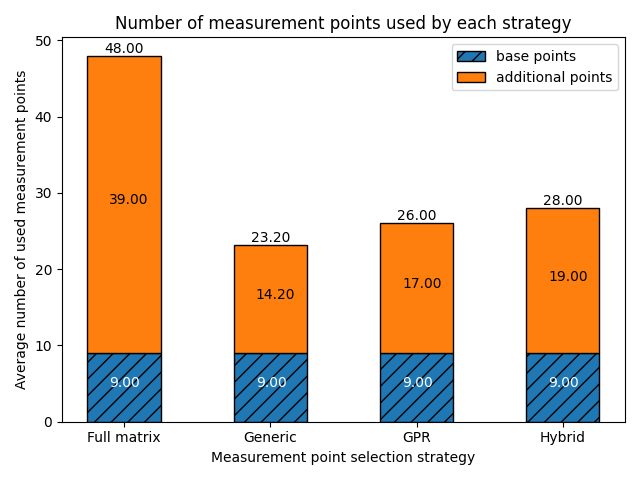 Number of measurement points used by each strategy
base points
additional points
Average number of used measurement points
50
40
30
20
10
0
48.00
39.00
9.00
23.20
14.20
9.00
26.00
17.00
9.00
28.00
19.00
9.00
Full matrix
Generic
GPR
Hybrid
Measurement point selection strategy